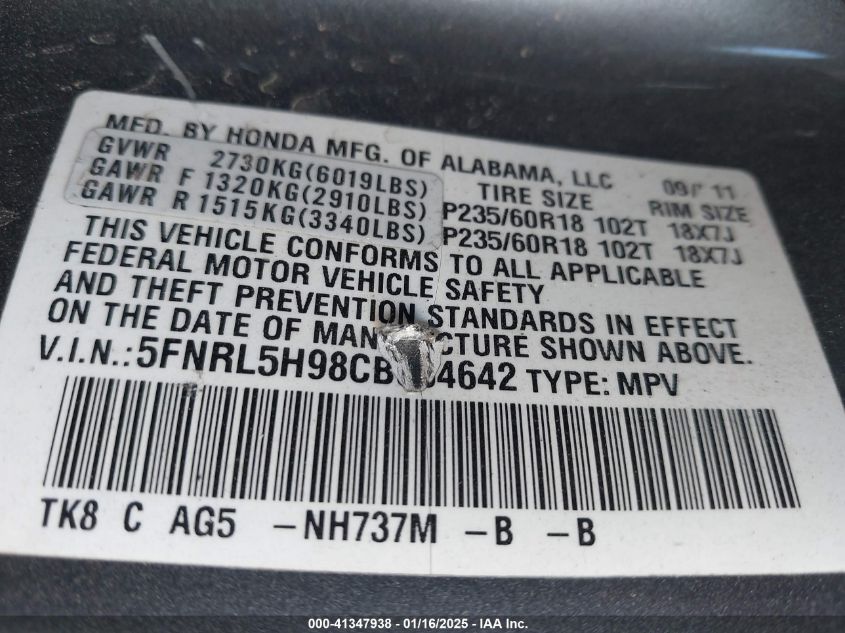 MFD. BY HONDA MFG. OF ALABAMA, LLC 09/ 11
GVWR 2730KG(6019LBS) TIRE SIZE RIM SIZE
GAWR F 1320KG(2910LBS) P235/60R18 102T 18X7J
GAWR R 1515KG(3340LBS) P235/60R18 102T 18X7J
THIS VEHICLE CONFORMS TO ALL APPLICABLE
FEDERAL MOTOR VEHICLE SAFETY
AND THEFT PREVENTION STANDARDS IN EFFECT
ON THE DATE OF MAN CTURE SHOWN ABOVE.
V.I.N.: 5FNRL5H98CB 4642 TYPE: MPV
TK8 C AG5 -NH737M -B -B
000-41347938 - 01/16/2025 - IAA Inc.